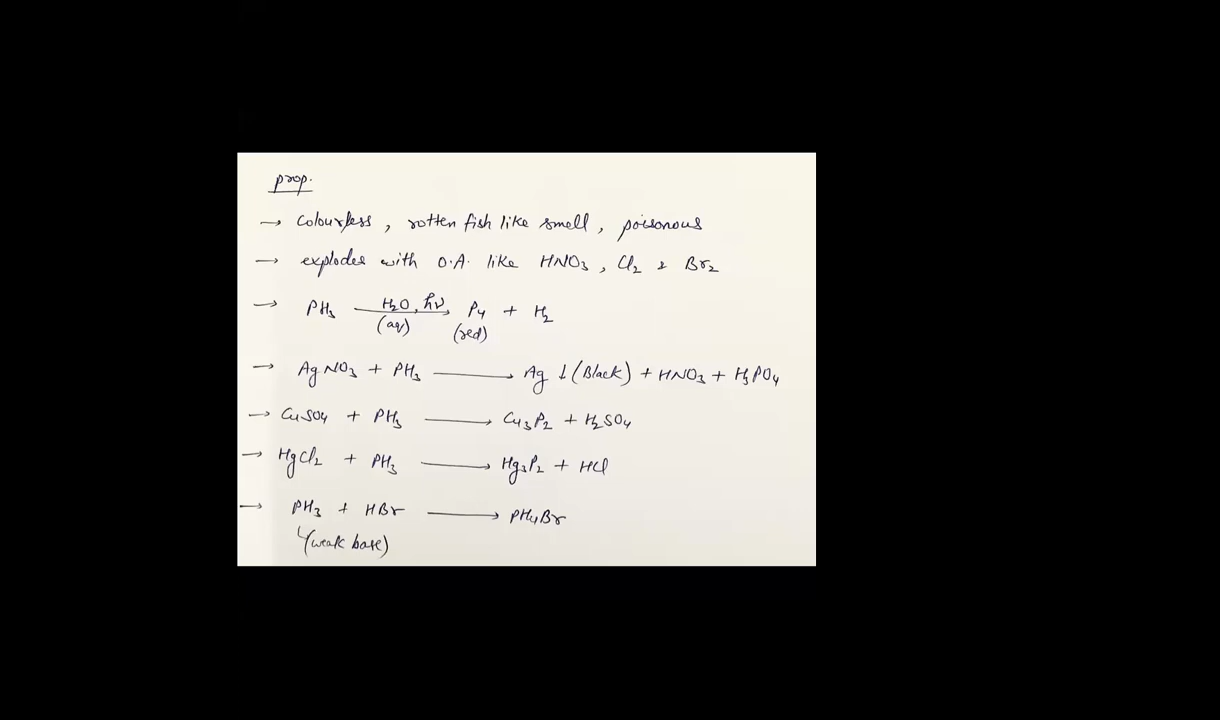 prop.
→ colourless, rotten fish like smell, poisonous
→ explodes with O.A. like HNO3, Cl2 & Br2
→ PH3 —H2O, hν→ P4 + H2
(aq) (red)
→ AgNO3 + PH3 ⟶ Ag ↓ (Black) + HNO3 + H3PO4
→ CuSO4 + PH3 ⟶ Cu3P2 + H2SO4
→ HgCl2 + PH3 ⟶ Hg3P2 + HCl
→ PH3 + HBr ⟶ PH4Br
↳ (weak base)